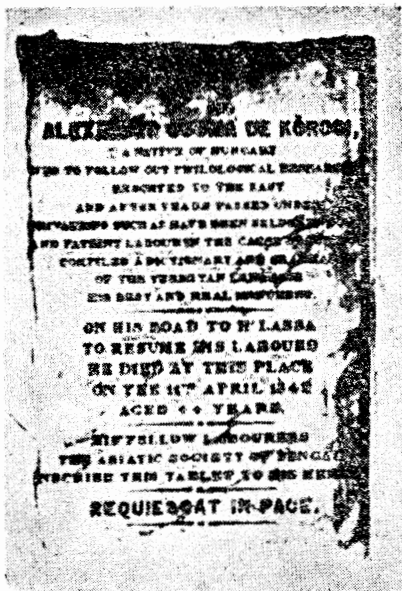 ALEXANDER CSOMA DE KÖRÖSI,
A NATIVE OF HUNGARY
WHO TO FOLLOW OUT PHILOLOGICAL RESEARCHES
RESORTED TO THE EAST
AND AFTER YEARS PASSED UNDER
PRIVATIONS SUCH AS HAVE BEEN SELDOM
AND PATIENT LABOUR IN THE CAUSE
COMPILED A DICTIONARY AND GRAMMAR
OF THE THIBETAN LANGUAGE
HIS BEST AND REAL MONUMENT.
ON HIS ROAD TO H'LASSA
TO RESUME HIS LABOURS
HE DIED AT THIS PLACE
ON THE 11TH APRIL 1842
AGED 44 YEARS.
HIS FELLOW LABOURERS
THE ASIATIC SOCIETY OF BENGAL
INSCRIBE THIS TABLET TO HIS MEMORY
REQUIESCAT IN PACE.